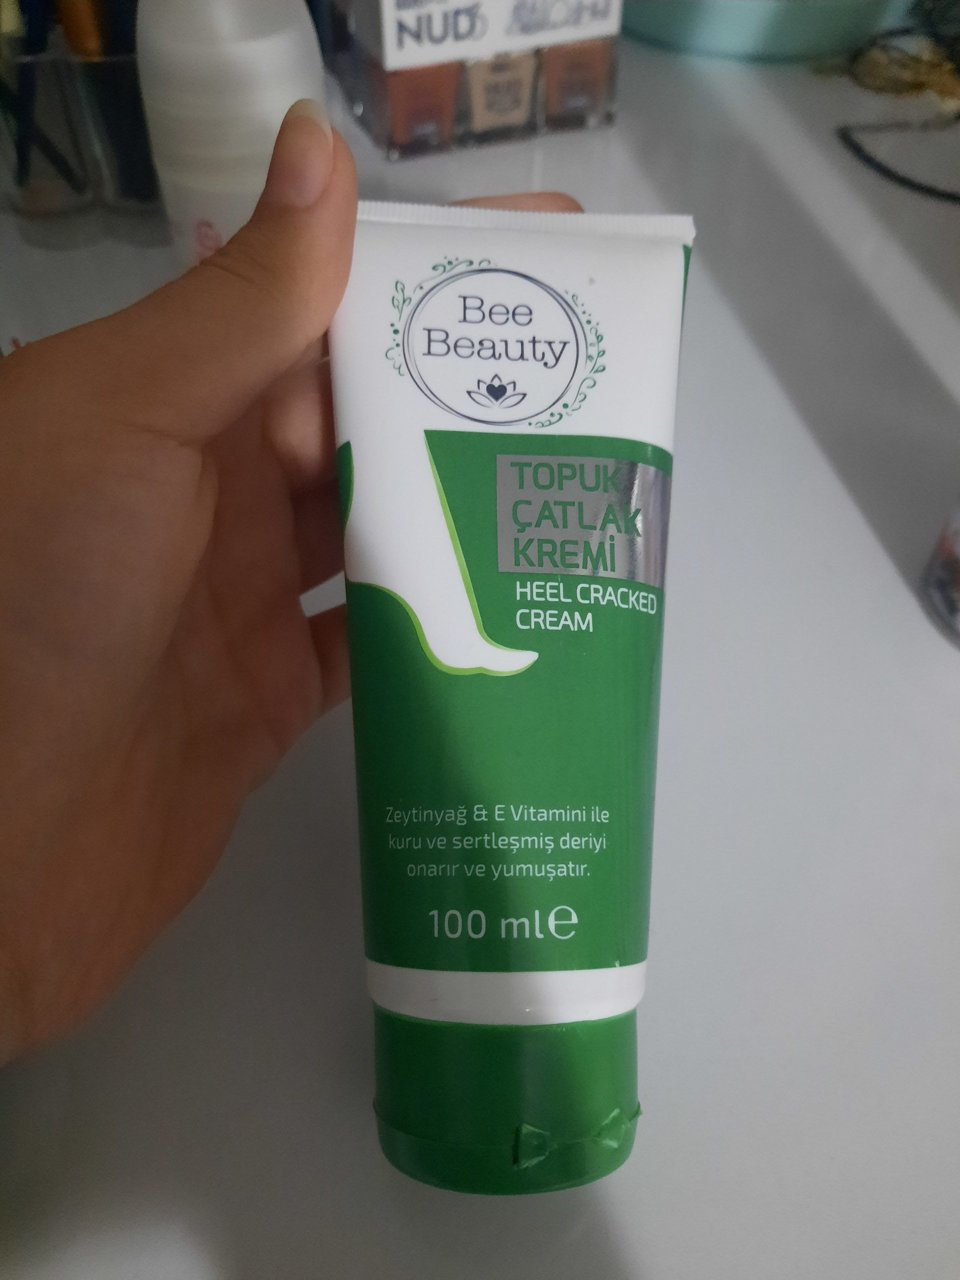 NUD
Bee
Beauty
TOPUK
ÇATLAK
KREMİ
HEEL CRACKED
CREAM
Zeytinyağ & E Vitamini ile
kuru ve sertleşmiş deriyi
onarır ve yumuşatır.
100 ml ℮